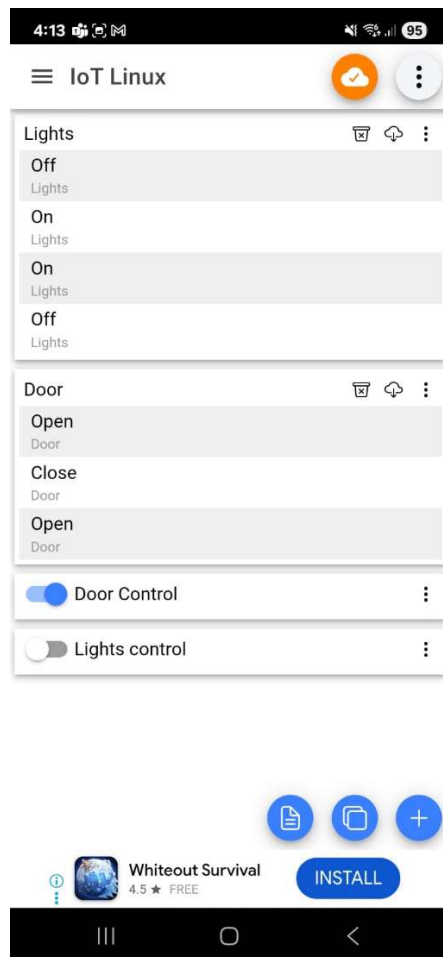 4:13
95
IoT Linux
Lights
Off
Lights
On
Lights
On
Lights
Off
Lights
Door
Open
Door
Close
Door
Open
Door
Door Control
Lights control
Whiteout Survival
4.5 ★ FREE
INSTALL